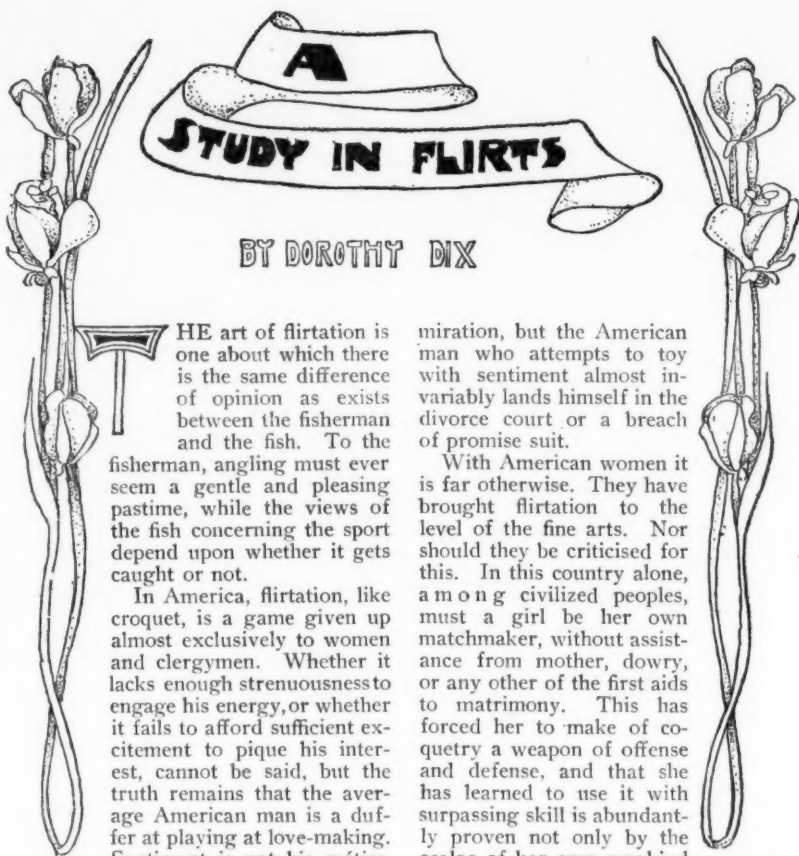 A
STUDY IN FLIRTS
BY DOROTHY DIX
THE art of flirtation is
one about which there
is the same difference
of opinion as exists
between the fisherman
and the fish. To the
fisherman, angling must ever
seem a gentle and pleasing
pastime, while the views of
the fish concerning the sport
depend upon whether it gets
caught or not.
In America, flirtation, like
croquet, is a game given up
almost exclusively to women
and clergymen. Whether it
lacks enough strenuousness to
engage his energy, or whether
it fails to afford sufficient ex-
citement to pique his inter-
est, cannot be said, but the
truth remains that the aver-
age American man is a duf-
fer at playing at love-making.
Sentiment is not his métier
miration, but the American
man who attempts to toy
with sentiment almost in-
variably lands himself in the
divorce court or a breach
of promise suit.
With American women it
is far otherwise. They have
brought flirtation to the
level of the fine arts. Nor
should they be criticised for
this. In this country alone,
among civilized peoples,
must a girl be her own
matchmaker, without assist-
ance from mother, dowry,
or any other of the first aids
to matrimony. This has
forced her to make of co-
quetry a weapon of offense
and defense, and that she
has learned to use it with
surpassing skill is abundant-
ly proven not only by the
of her own